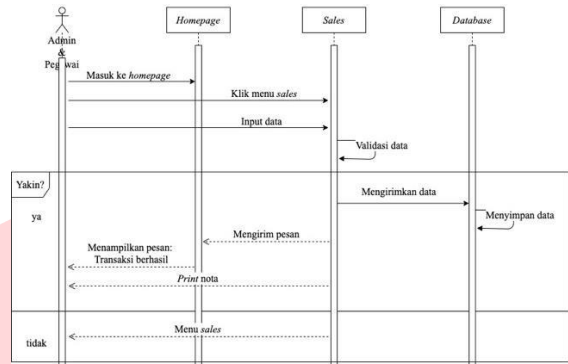 Homepage
Sales
Database
Admin
&
Pegawai
Masuk ke homepage
Klik menu sales
Input data
Validasi data
Yakin?
Mengirimkan data
ya
Menyimpan data
Mengirim pesan
Menampilkan pesan:
Transaksi berhasil
Print nota
Menu sales
tidak